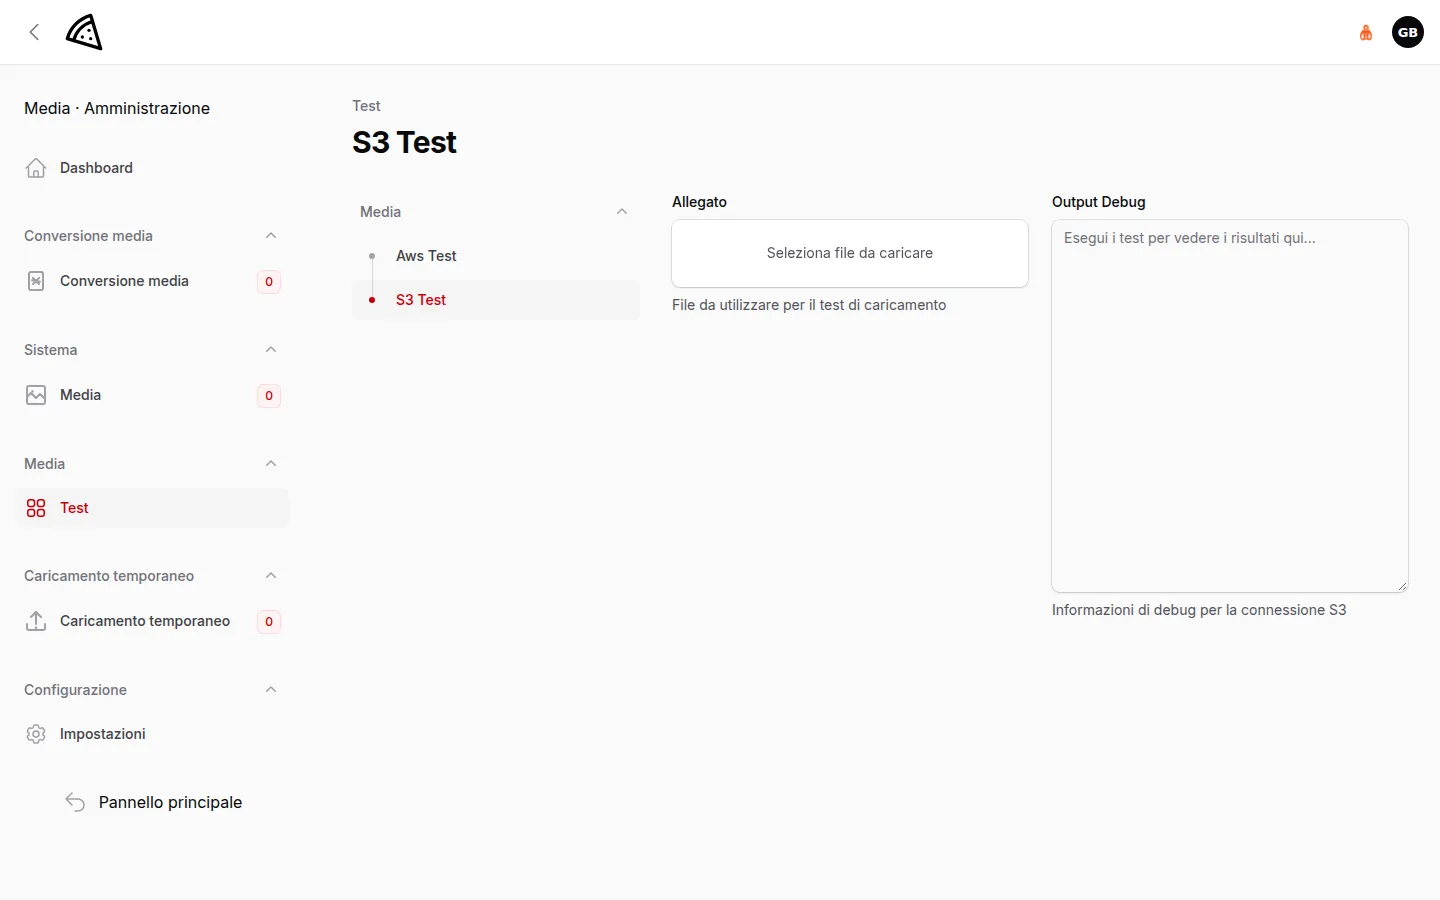 GB
Media · Amministrazione
Dashboard
Conversione media
Conversione media 0
Sistema
Media 0
Media
Test
Caricamento temporaneo
Caricamento temporaneo 0
Configurazione
Impostazioni
Pannello principale
Test
S3 Test
Media
Aws Test
S3 Test
Allegato
Seleziona file da caricare
File da utilizzare per il test di caricamento
Output Debug
Esegui i test per vedere i risultati qui...
Informazioni di debug per la connessione S3